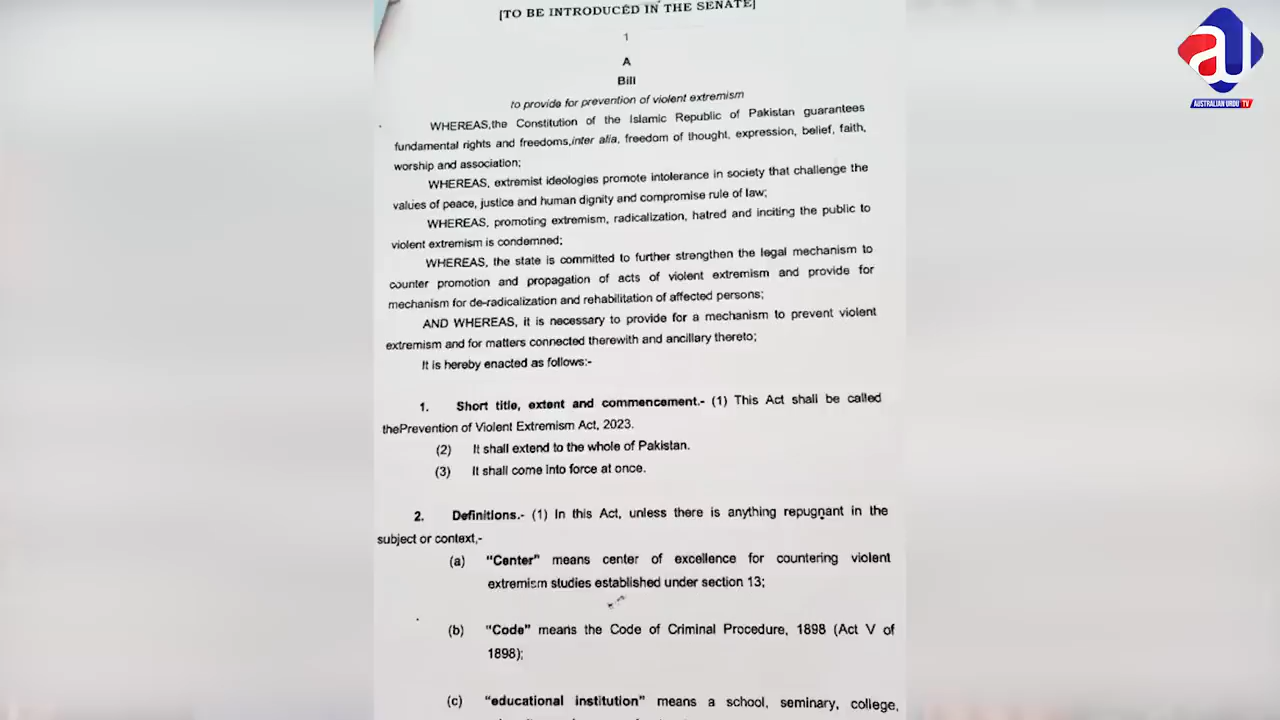 [TO BE INTRODUCED IN THE SENATE]
1
A
Bill
to provide for prevention of violent extremism
WHEREAS,the Constitution of the Islamic Republic of Pakistan guarantees
fundamental rights and freedoms,inter alia, freedom of thought, expression, belief, faith,
worship and association;
WHEREAS, extremist ideologies promote intolerance in society that challenge the
values of peace, justice and human dignity and compromise rule of law;
WHEREAS, promoting extremism, radicalization, hatred and inciting the public to
violent extremism is condemned;
WHEREAS, the state is committed to further strengthen the legal mechanism to
counter promotion and propagation of acts of violent extremism and provide for
mechanism for de-radicalization and rehabilitation of affected persons;
AND WHEREAS, it is necessary to provide for a mechanism to prevent violent
extremism and for matters connected therewith and ancillary thereto;
It is hereby enacted as follows:-
1. Short title, extent and commencement.- (1) This Act shall be called
thePrevention of Violent Extremism Act, 2023.
(2) It shall extend to the whole of Pakistan.
(3) It shall come into force at once.
2. Definitions.- (1) In this Act, unless there is anything repugnant in the
subject or context,-
(a) "Center" means center of excellence for countering violent
extremism studies established under section 13;
(b) "Code" means the Code of Criminal Procedure, 1898 (Act V of
1898);
(c) "educational institution" means a school, seminary, college,
AUSTRALIAN URDU TV